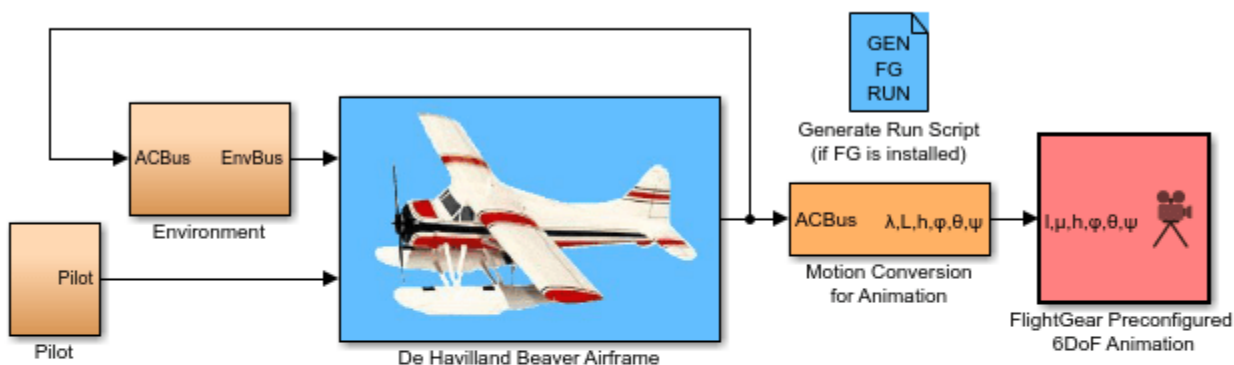 GEN
FG
RUN
Generate Run Script
(if FG is installed)
ACBus
EnvBus
Environment
Pilot
Pilot
De Havilland Beaver Airframe
ACBus
λ,L,h,φ,θ,ψ
Motion Conversion
for Animation
l,μ,h,φ,θ,ψ
FlightGear Preconfigured
6DoF Animation